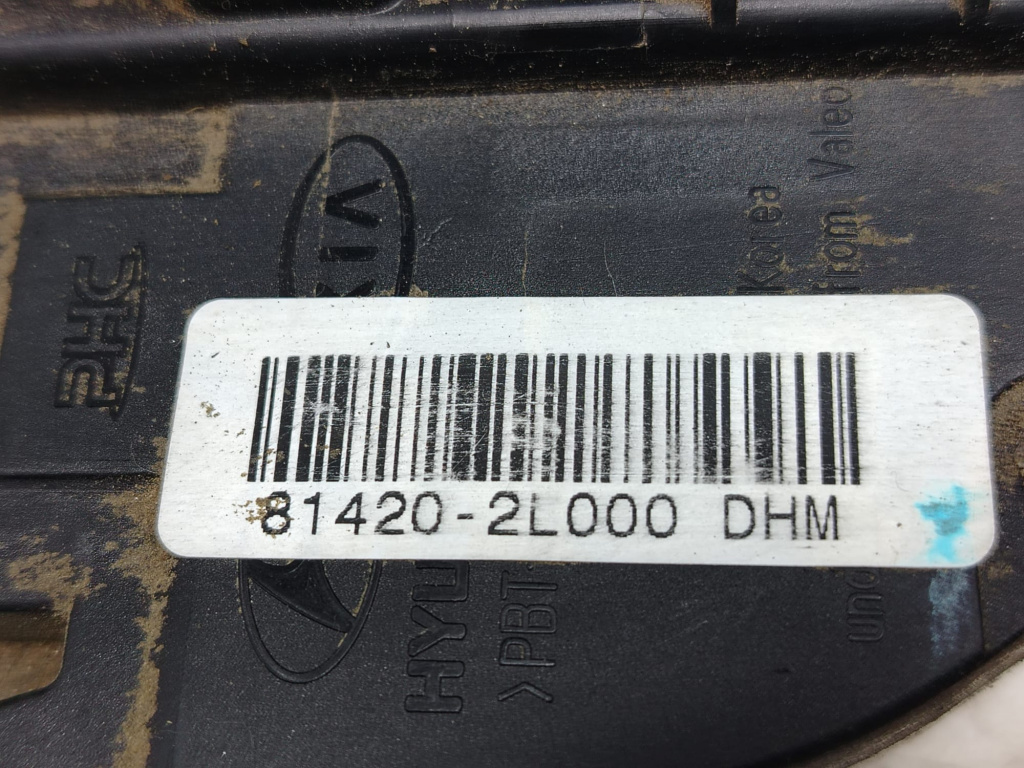 81420-2L000 DHM
PHC
KIA
Korea
from Valeo
HYU
>PBT